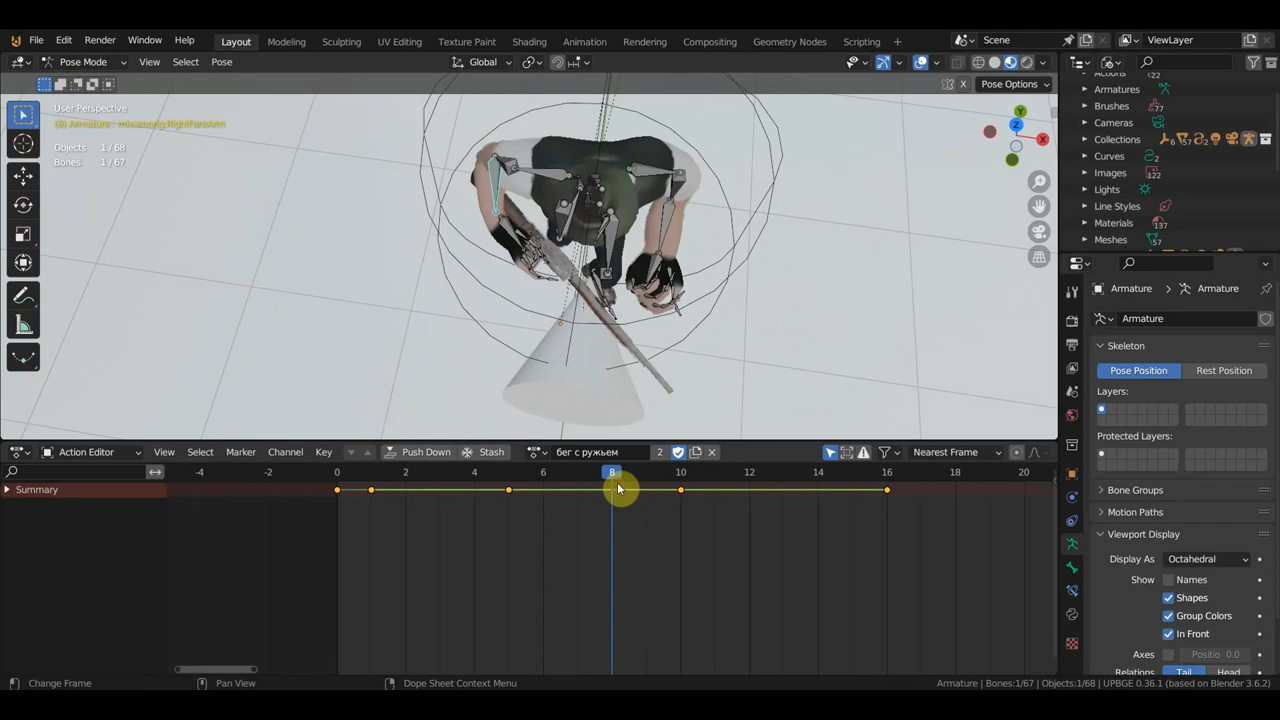 File Edit Render Window Help Layout Modeling Sculpting UV Editing Texture Paint Shading Animation Rendering Compositing Geometry Nodes Scripting + Scene ViewLayer
Pose Mode View Select Pose Global
Pose Options
User Perspective
(8) Armature : mixamorig:RightForeArm
Objects 1/68
Bones 1/67
Y
Z
X
Actions 22
Armatures
Brushes 77
Cameras
Collections 6 57 2
Curves 2
Images 122
Lights
Line Styles
Materials 137
Meshes 57
Armature > Armature
Armature
Skeleton
Pose Position Rest Position
Layers:
Protected Layers:
Bone Groups
Motion Paths
Viewport Display
Display As Octahedral
Show Names
Shapes
Group Colors
In Front
Axes Positio 0.0
Relations Tail Head
Action Editor View Select Marker Channel Key Push Down Stash бег с ружьем 2 Nearest Frame
-4 -2 0 2 4 6 8 10 12 14 16 18 20
Summary
Change Frame Pan View Dope Sheet Context Menu Armature | Bones:1/67 | Objects:1/68 | UPBGE 0.36.1 (based on Blender 3.6.2)